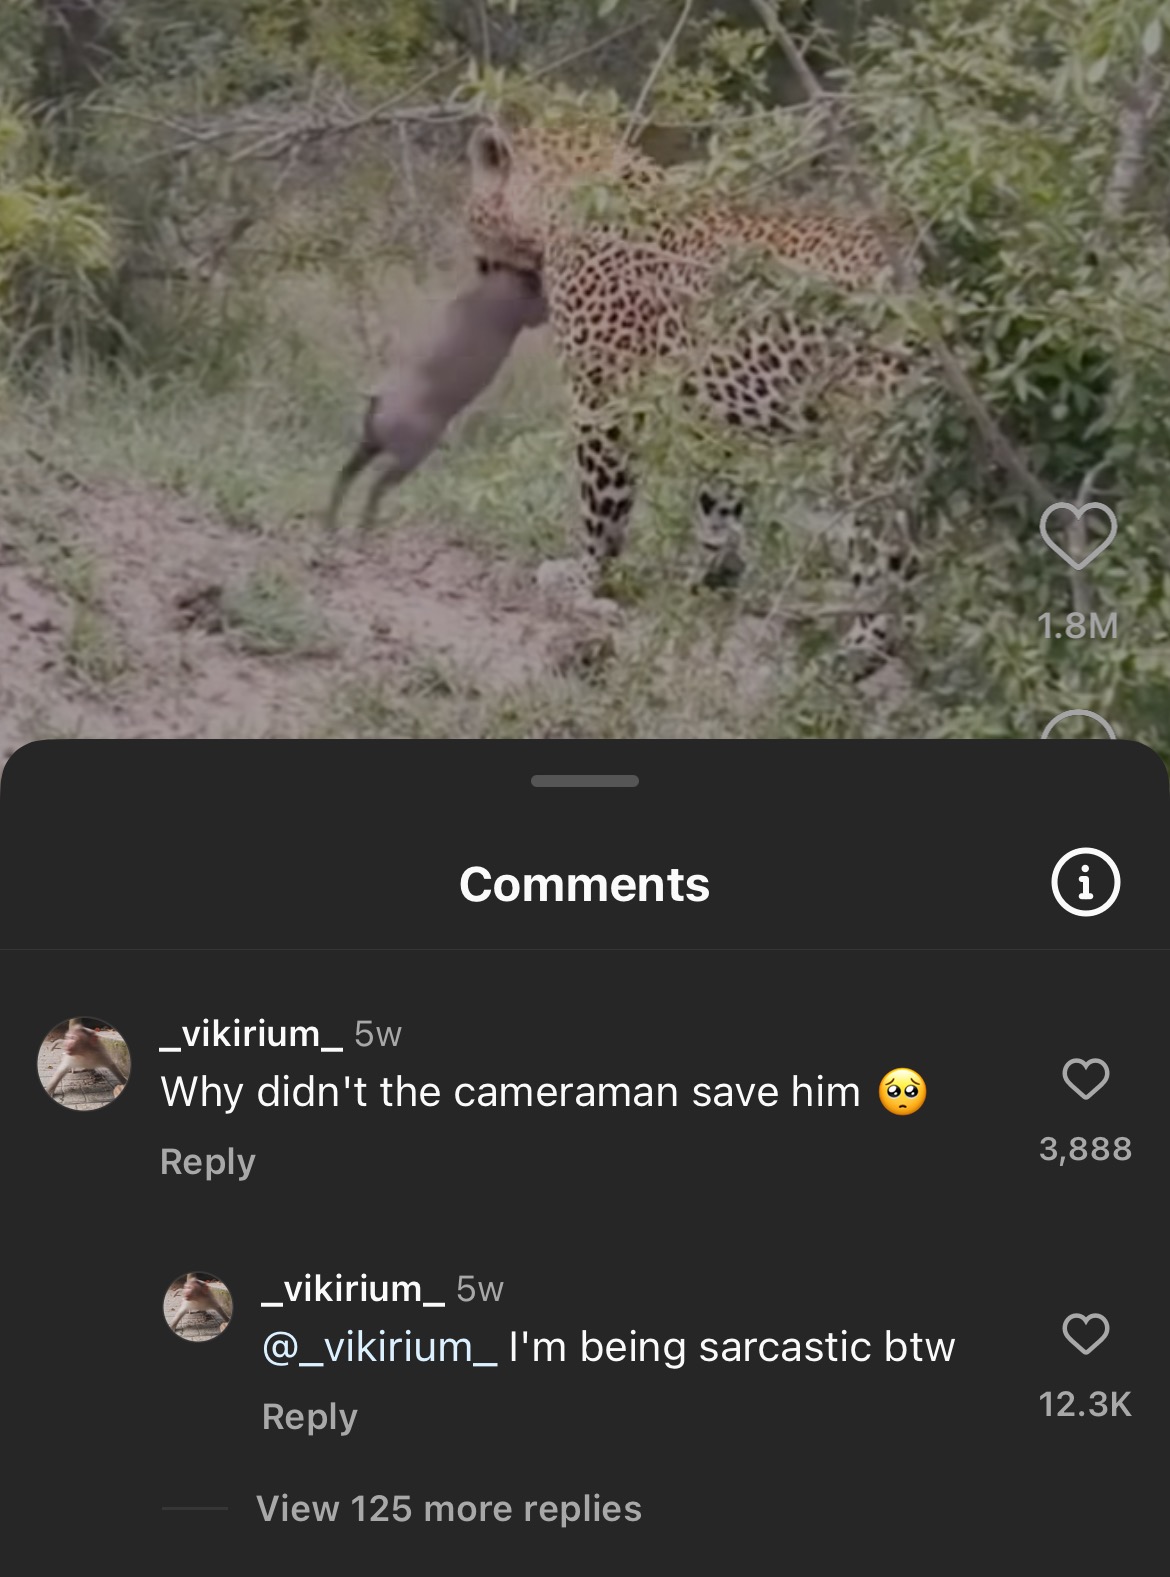 1.8M
Comments
_vikirium_ 5w
Why didn't the cameraman save him 🥺
3,888
Reply
_vikirium_ 5w
@_vikirium_ I'm being sarcastic btw
12.3K
Reply
View 125 more replies